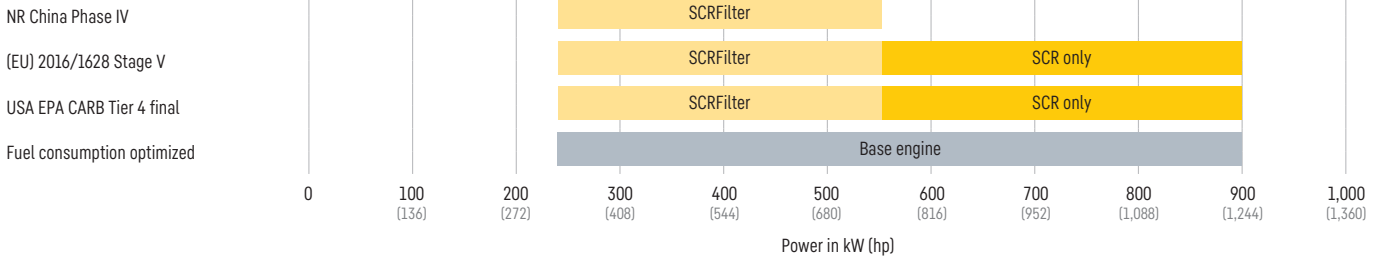 NR China Phase IV SCRFilter
(EU) 2016/1628 Stage V SCRFilter SCR only
USA EPA CARB Tier 4 final SCRFilter SCR only
Fuel consumption optimized Base engine
0 100 200 300 400 500 600 700 800 900 1,000
(136) (272) (408) (544) (680) (816) (952) (1,088) (1,244) (1,360)
Power in kW (hp)